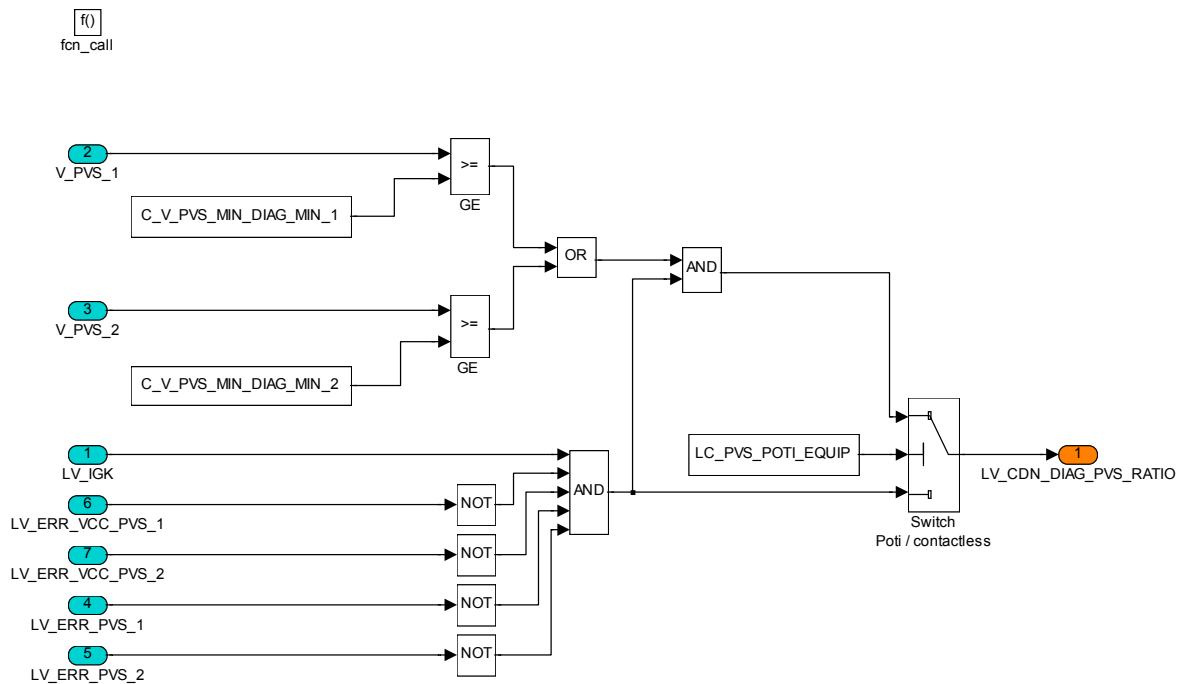 f()
fcn_call
2
V_PVS_1
>=
GE
C_V_PVS_MIN_DIAG_MIN_1
OR
AND
3
V_PVS_2
>=
GE
C_V_PVS_MIN_DIAG_MIN_2
1
LV_IGK
LC_PVS_POTI_EQUIP
1
LV_CDN_DIAG_PVS_RATIO
6
LV_ERR_VCC_PVS_1
NOT
AND
Switch
Poti / contactless
7
LV_ERR_VCC_PVS_2
NOT
4
LV_ERR_PVS_1
NOT
5
LV_ERR_PVS_2
NOT